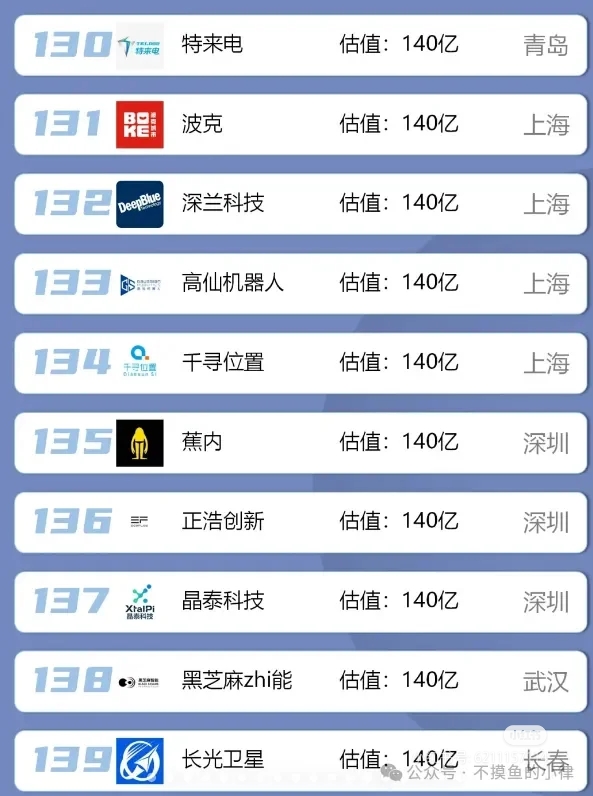 130 TELD 特来电 特来电 估值：140亿 青岛
131 BOKE 波克 估值：140亿 上海
132 DeepBlue 深兰科技 估值：140亿 上海
133 GS 高仙机器人 估值：140亿 上海
134 千寻位置 千寻位置 估值：140亿 上海
135 蕉内 估值：140亿 深圳
136 正浩创新 估值：140亿 深圳
137 XtalPi 晶泰科技 晶泰科技 估值：140亿 深圳
138 黑芝麻zhi能 估值：140亿 武汉
139 长光卫星 估值：140亿 长春
公众号·不摸鱼的小律